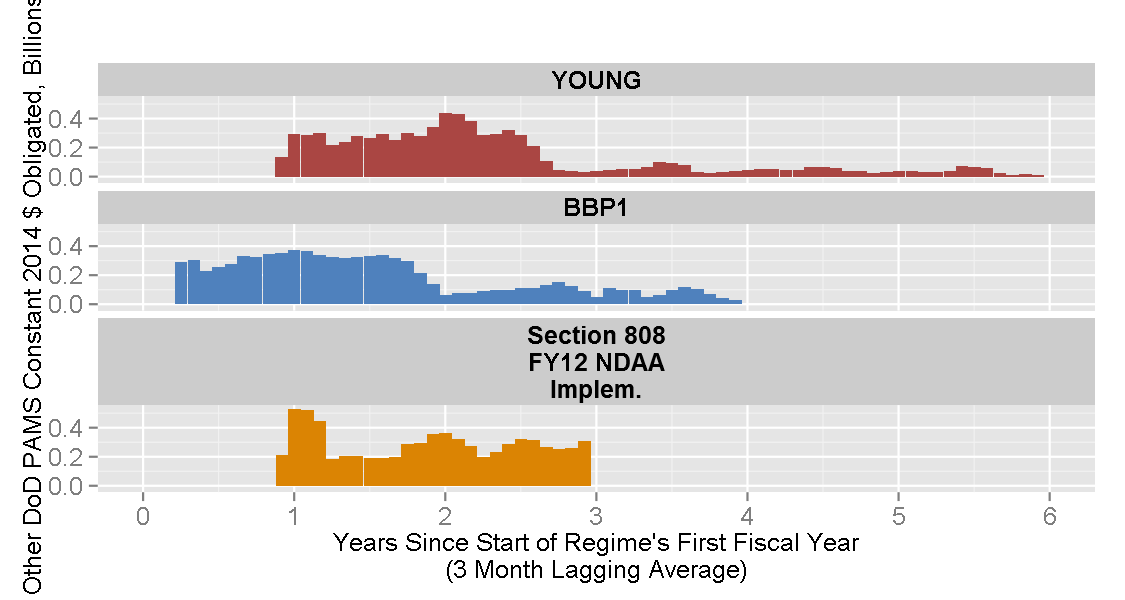 Other DoD PAMS Constant 2014 $ Obligated, Billions
YOUNG
0.4
0.2
0.0
BBP1
0.4
0.2
0.0
Section 808
FY12 NDAA
Implem.
0.4
0.2
0.0
0 1 2 3 4 5 6
Years Since Start of Regime's First Fiscal Year
(3 Month Lagging Average)